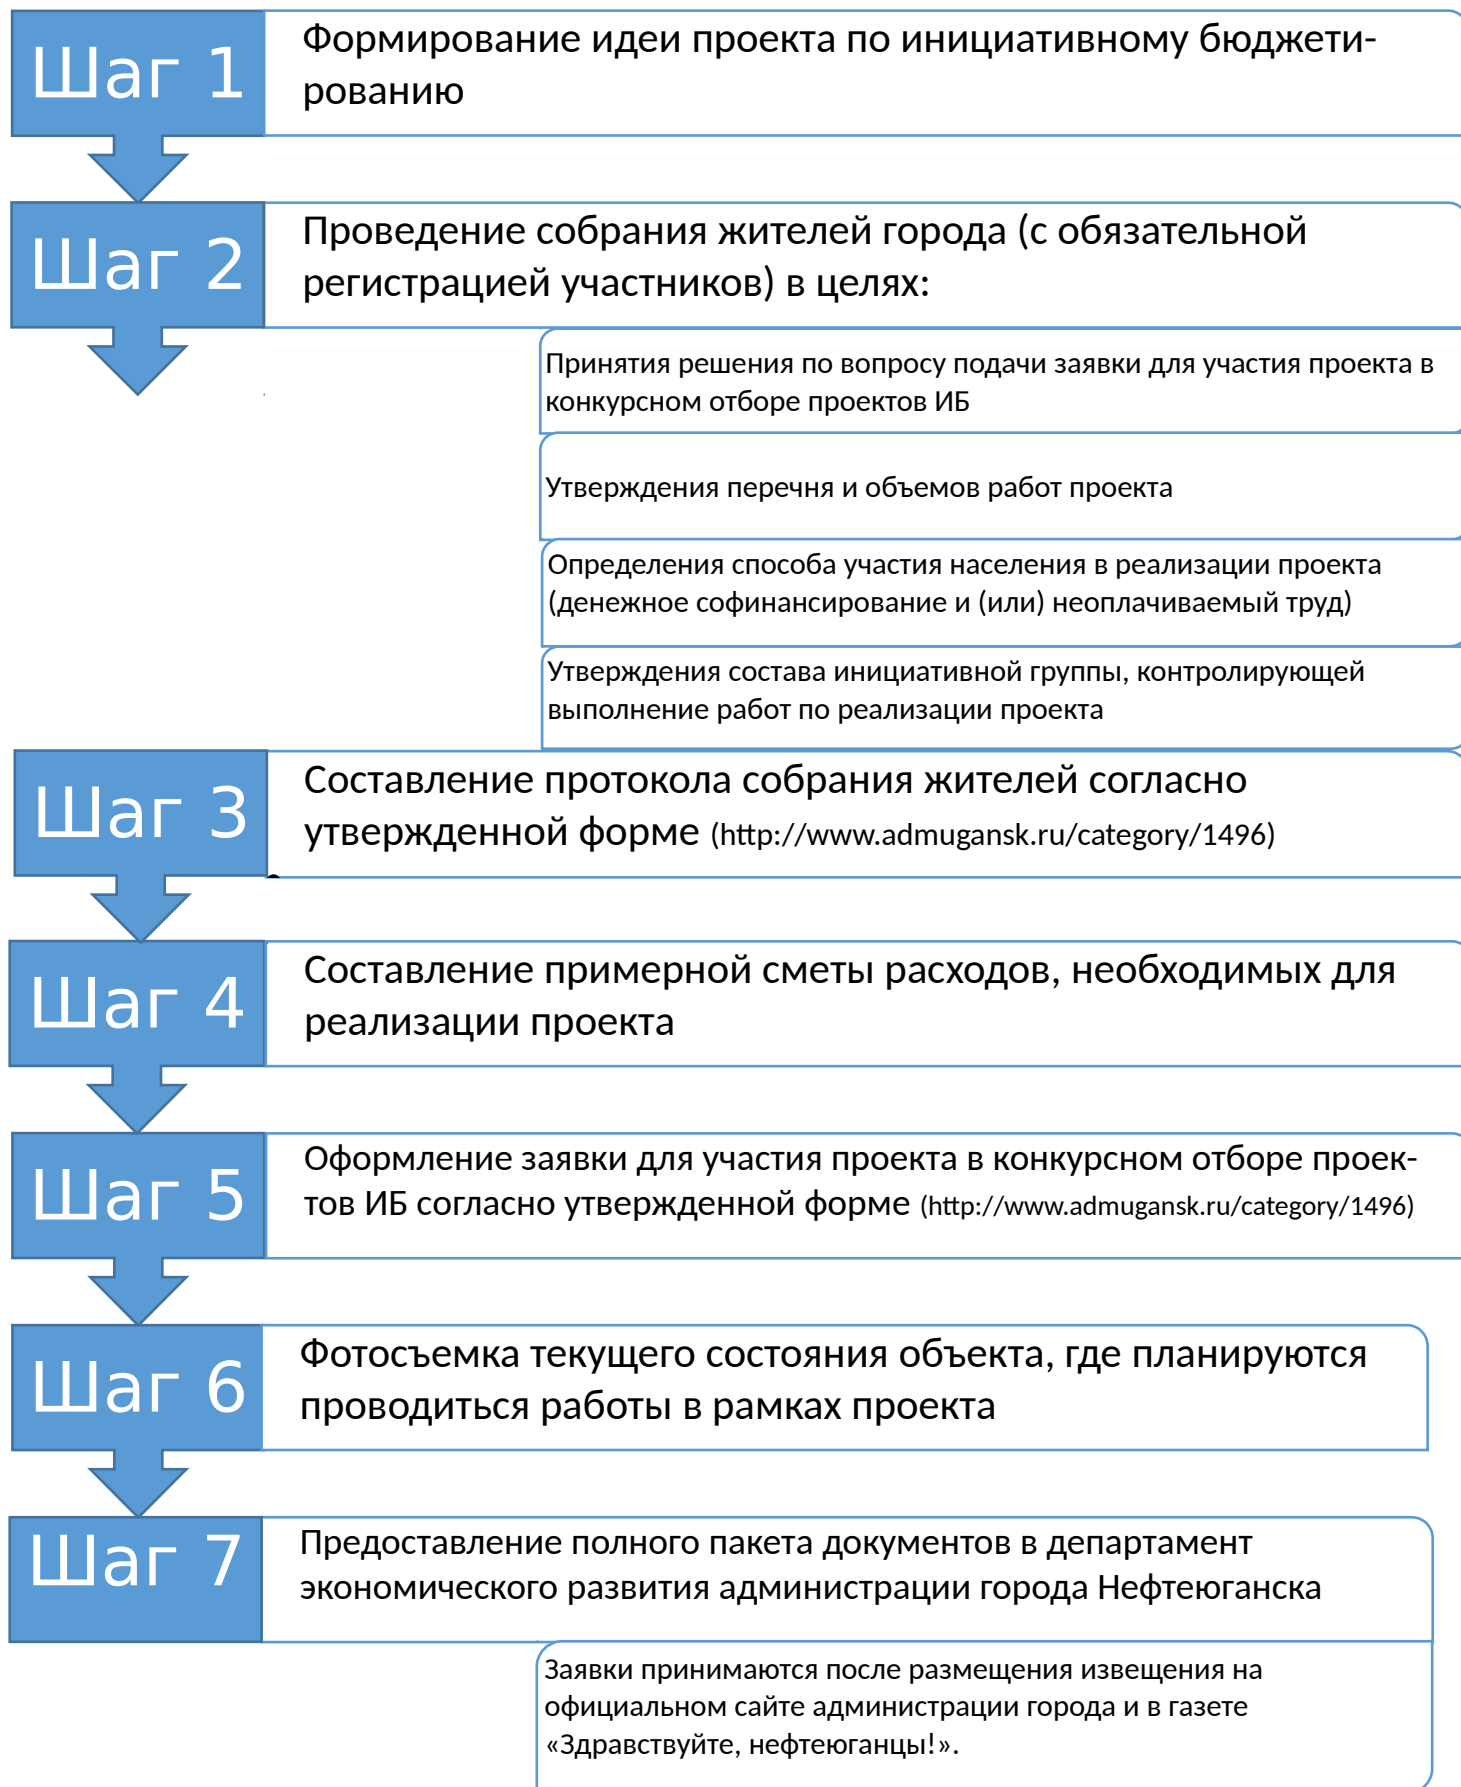 Шаг 1
Формирование идеи проекта по инициативному бюджети-
рованию
Шаг 2
Проведение собрания жителей города (с обязательной
регистрацией участников) в целях:
Принятия решения по вопросу подачи заявки для участия проекта в
конкурсном отборе проектов ИБ
Утверждения перечня и объемов работ проекта
Определения способа участия населения в реализации проекта
(денежное софинансирование и (или) неоплачиваемый труд)
Утверждения состава инициативной группы, контролирующей
выполнение работ по реализации проекта
Шаг 3
Составление протокола собрания жителей согласно
утвержденной форме (http://www.admugansk.ru/category/1496)
Шаг 4
Составление примерной сметы расходов, необходимых для
реализации проекта
Шаг 5
Оформление заявки для участия проекта в конкурсном отборе проек-
тов ИБ согласно утвержденной форме (http://www.admugansk.ru/category/1496)
Шаг 6
Фотосъемка текущего состояния объекта, где планируются
проводиться работы в рамках проекта
Шаг 7
Предоставление полного пакета документов в департамент
экономического развития администрации города Нефтеюганска
Заявки принимаются после размещения извещения на
официальном сайте администрации города и в газете
«Здравствуйте, нефтеюганцы!».